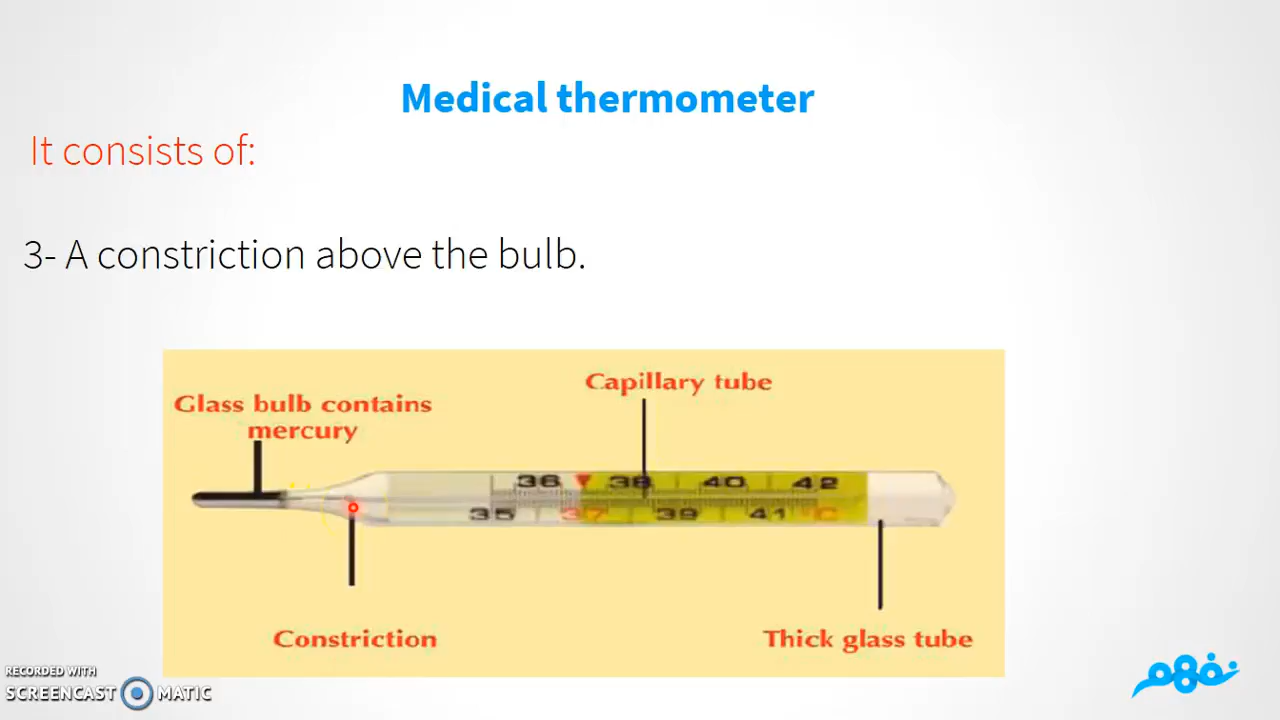 Medical thermometer
It consists of:
3- A constriction above the bulb.
Capillary tube
Glass bulb contains
mercury
36 38 40 42
35 37 39 41 °C
Constriction
Thick glass tube
RECORDED WITH
SCREENCAST MATIC
نفهم